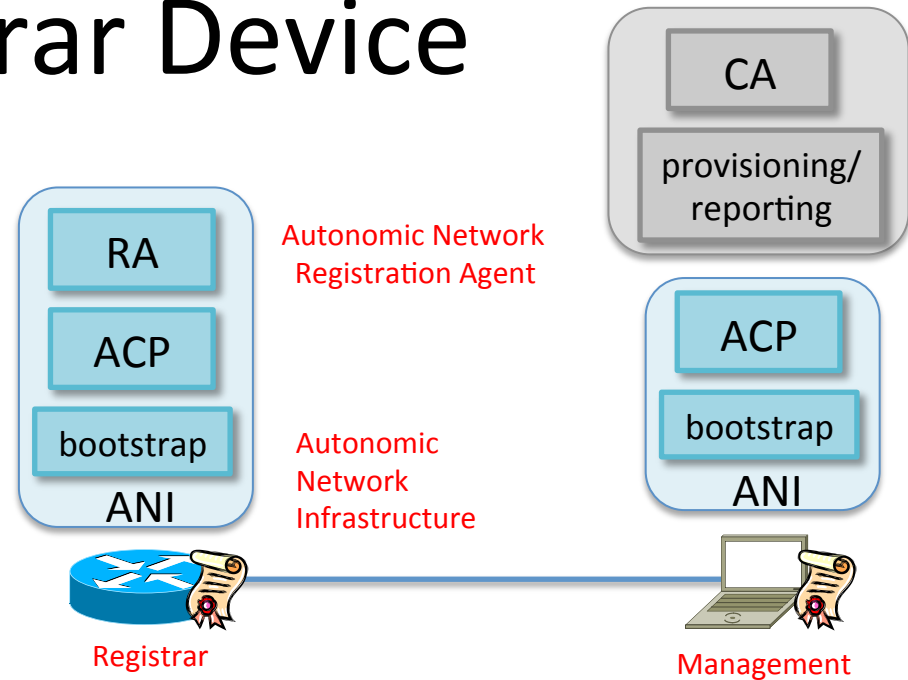 rar Device
RA
ACP
bootstrap
ANI
Autonomic Network
Registration Agent
Autonomic
Network
Infrastructure
CA
provisioning/
reporting
ACP
bootstrap
ANI
Registrar
Management